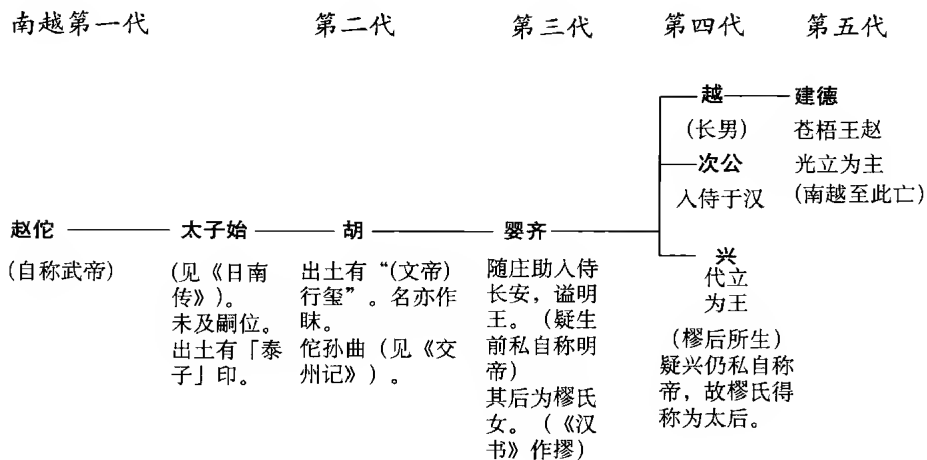 南越第一代 第二代 第三代 第四代 第五代
越 建德
(长男) 苍梧王赵
次公 光立为主
入侍于汉 (南越至此亡)
赵佗 太子始 胡 婴齐
(自称武帝)
(见《日南
传》)。
未及嗣位。
出土有「泰
子」印。
出土有“(文帝)
行玺”。名亦作
眜。
佗孙曲(见《交
州记》)。
随庄助入侍
长安,谥明
王。(疑生
前私自称明
帝)
其后为樛氏
女。(《汉
书》作摎)
兴
代立
为王
(樛后所生)
疑兴仍私自称
帝,故樛氏得
称为太后。